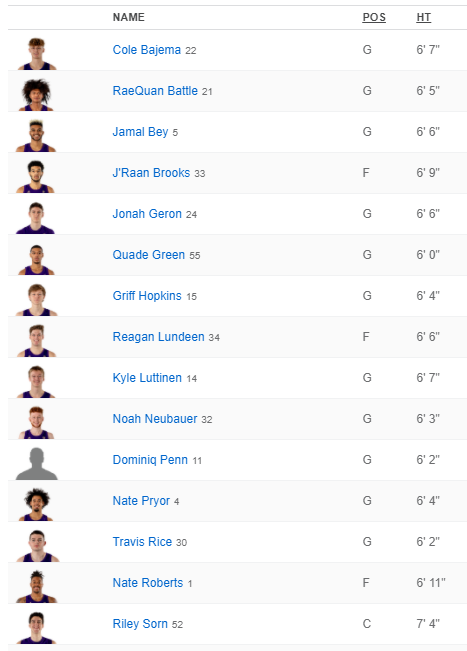 NAME POS HT
Cole Bajema 22 G 6' 7"
RaeQuan Battle 21 G 6' 5"
Jamal Bey 5 G 6' 6"
J'Raan Brooks 33 F 6' 9"
Jonah Geron 24 G 6' 6"
Quade Green 55 G 6' 0"
Griff Hopkins 15 G 6' 4"
Reagan Lundeen 34 F 6' 6"
Kyle Luttinen 14 G 6' 7"
Noah Neubauer 32 G 6' 3"
Dominiq Penn 11 G 6' 2"
Nate Pryor 4 G 6' 4"
Travis Rice 30 G 6' 2"
Nate Roberts 1 F 6' 11"
Riley Sorn 52 C 7' 4"